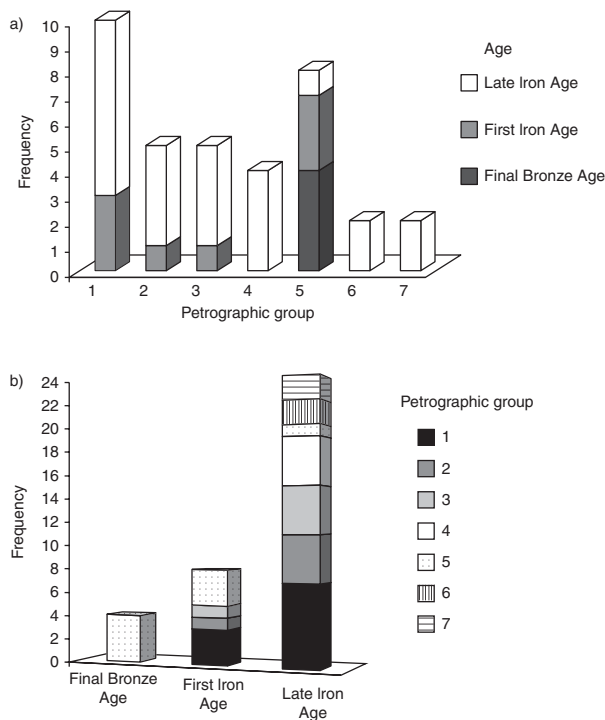 a)
10
9
8
7
6
5
4
3
2
1
0
Frequency
1 2 3 4 5 6 7
Petrographic group
Age
Late Iron Age
First Iron Age
Final Bronze Age
b)
24
22
20
18
16
14
12
10
8
6
4
2
0
Frequency
Final Bronze
Age
First Iron
Age
Late Iron
Age
Petrographic group
1
2
3
4
5
6
7